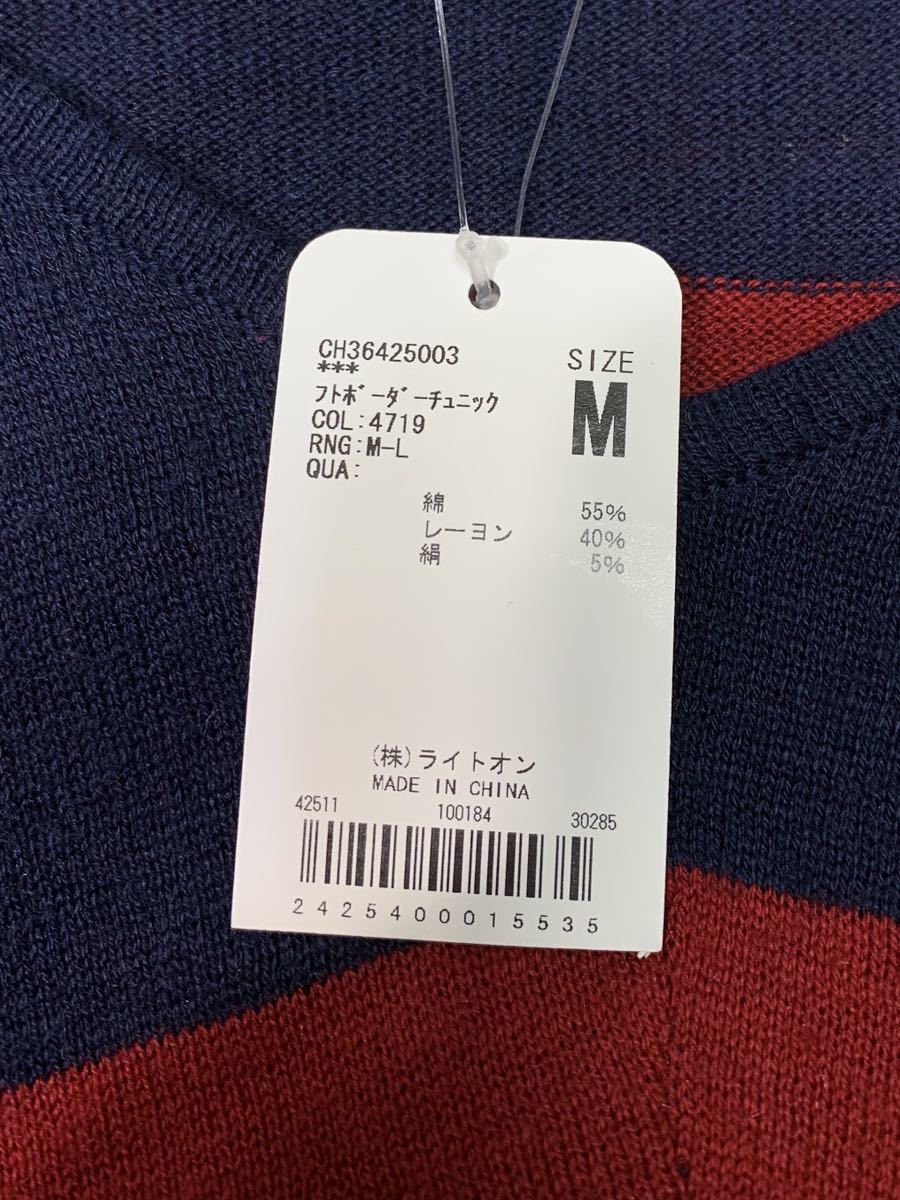 CH36425003
SIZE
***
M
ﾌﾄﾎﾞｰﾀﾞｰﾁｭﾆｯｸ
COL:4719
RNG:M-L
QUA:
綿 55%
レーヨン 40%
絹 5%
(株)ライトオン
MADE IN CHINA
42511 100184 30285
2425400015535